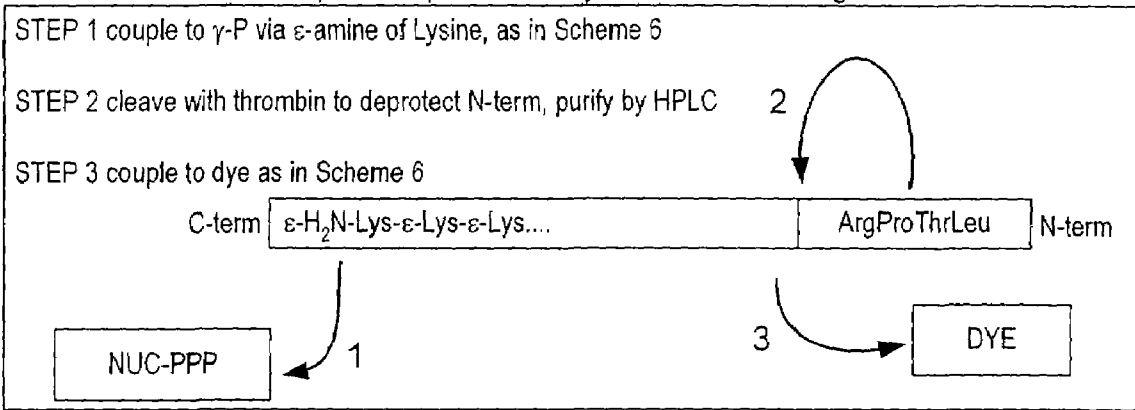 STEP 1 couple to γ-P via ε-amine of Lysine, as in Scheme 6
STEP 2 cleave with thrombin to deprotect N-term, purify by HPLC
2
STEP 3 couple to dye as in Scheme 6
C-term
ε-H₂N-Lys-ε-Lys-ε-Lys....
ArgProThrLeu
N-term
NUC-PPP
1
3
DYE